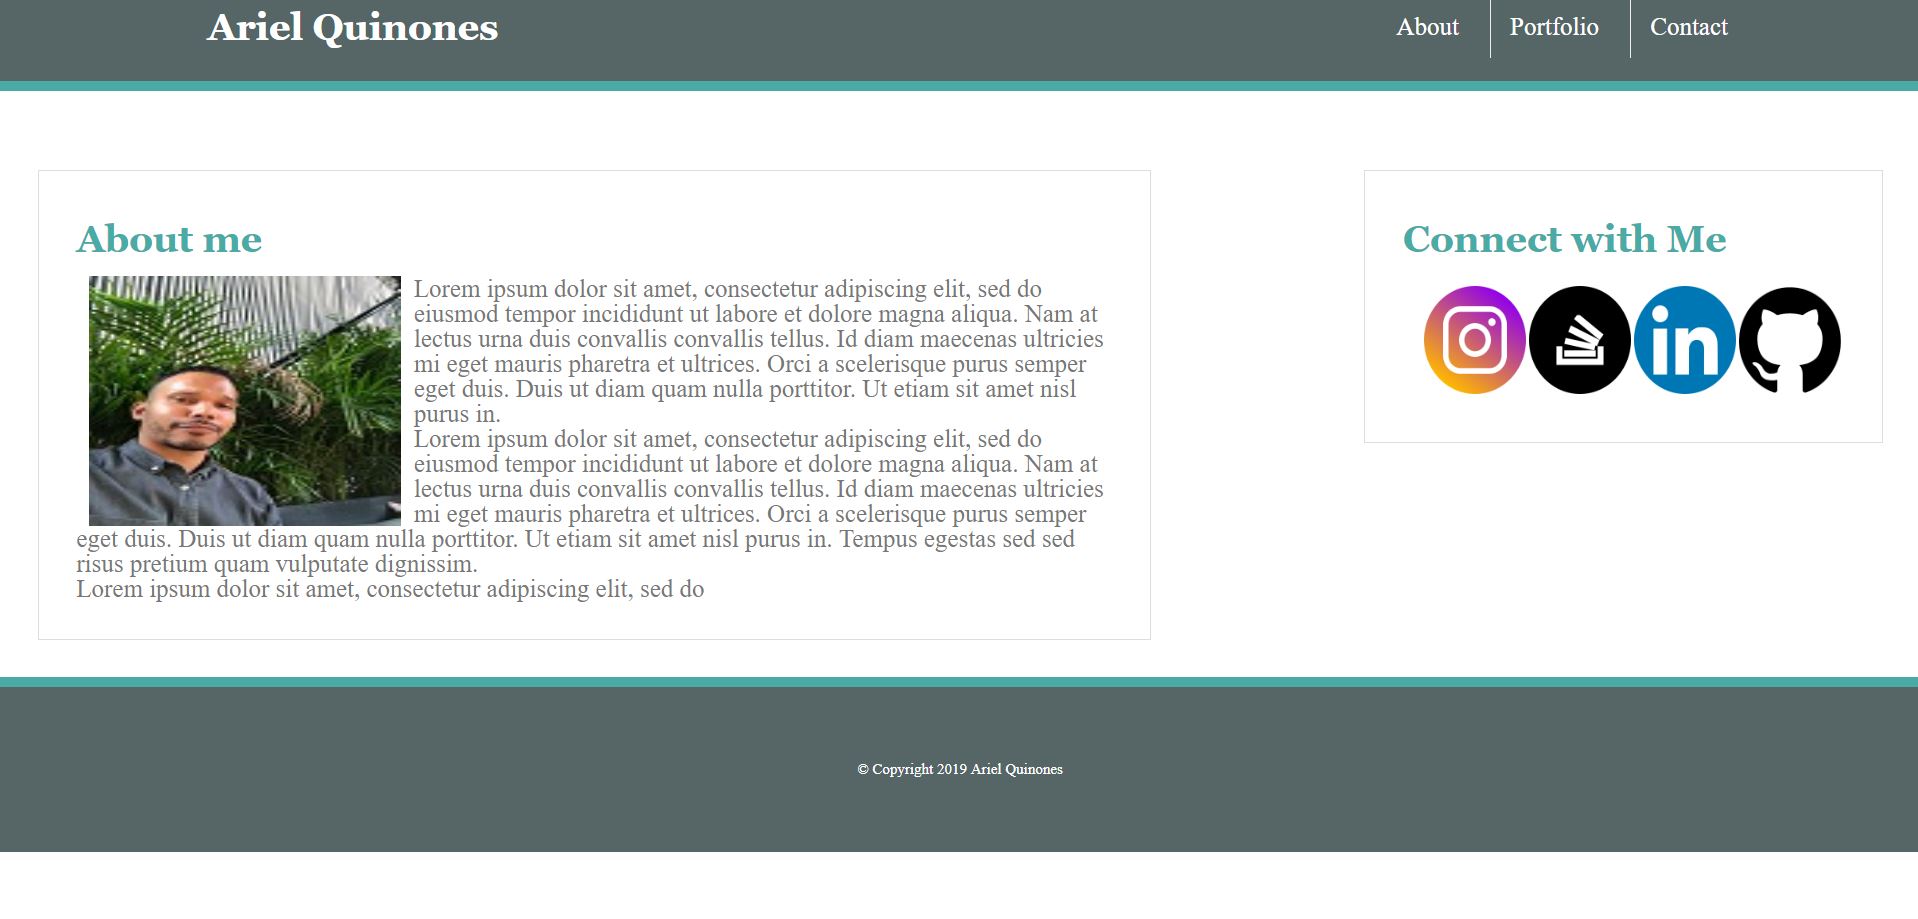 Ariel Quinones
About
Portfolio
Contact
About me
Lorem ipsum dolor sit amet, consectetur adipiscing elit, sed do
eiusmod tempor incididunt ut labore et dolore magna aliqua. Nam at
lectus urna duis convallis convallis tellus. Id diam maecenas ultricies
mi eget mauris pharetra et ultrices. Orci a scelerisque purus semper
eget duis. Duis ut diam quam nulla porttitor. Ut etiam sit amet nisl
purus in.
Lorem ipsum dolor sit amet, consectetur adipiscing elit, sed do
eiusmod tempor incididunt ut labore et dolore magna aliqua. Nam at
lectus urna duis convallis convallis tellus. Id diam maecenas ultricies
mi eget mauris pharetra et ultrices. Orci a scelerisque purus semper
eget duis. Duis ut diam quam nulla porttitor. Ut etiam sit amet nisl purus in. Tempus egestas sed sed
risus pretium quam vulputate dignissim.
Lorem ipsum dolor sit amet, consectetur adipiscing elit, sed do
Connect with Me
in
© Copyright 2019 Ariel Quinones